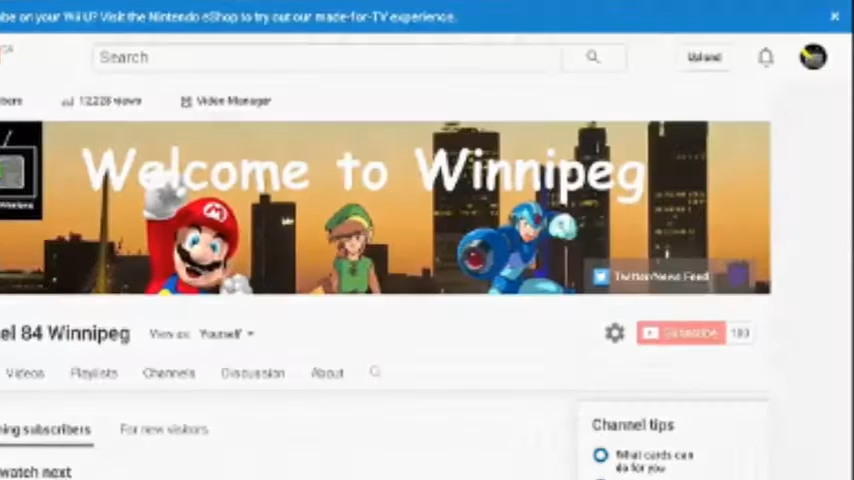 be on your Wii U? Visit the Nintendo eShop to try out our made-for-TV experience.
Search
Upload
12,228 views
Video Manager
Welcome to Winnipeg
Twitter/News Feed
el 84 Winnipeg
View as: Yourself
Subscribe
Videos
Playlists
Channels
Discussion
About
ing subscribers
For new visitors
Channel tips
What cards can
do for you
watch next